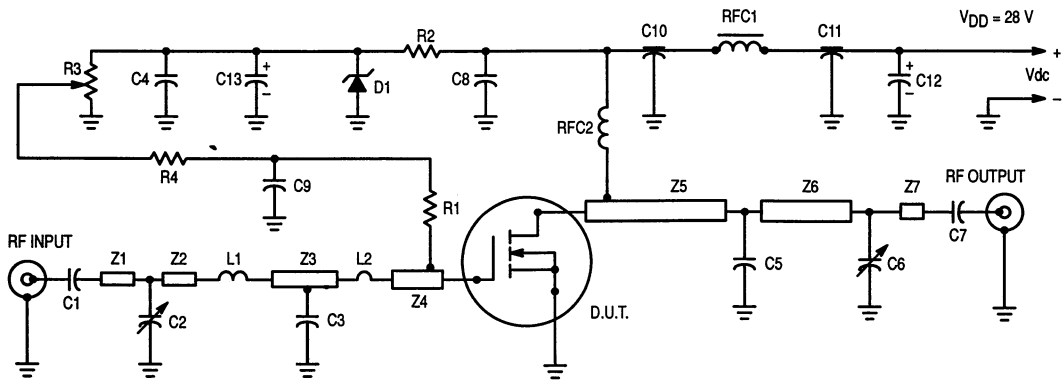 C10 RFC1 C11 V_DD = 28 V
R2
+
R3 C4 C13 + − D1 C8 + − C12 Vdc
−
RFC2
R4 C9 R1
Z5 Z6 Z7 RF OUTPUT
C7
RF INPUT
Z1 Z2 L1 Z3 L2 Z4
C1 C2 C3 C5 C6
D.U.T.